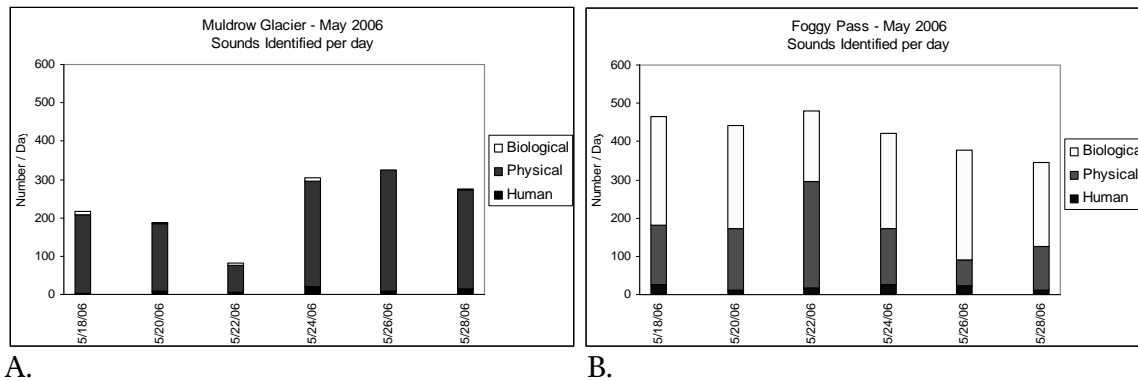 Muldrow Glacier - May 2006
Sounds Identified per day
600
500
400
300
200
100
0
Number / Day
5/18/06
5/20/06
5/22/06
5/24/06
5/26/06
5/28/06
Biological
Physical
Human
A.
Foggy Pass - May 2006
Sounds Identified per day
600
500
400
300
200
100
0
Number / Day
5/18/06
5/20/06
5/22/06
5/24/06
5/26/06
5/28/06
Biological
Physical
Human
B.